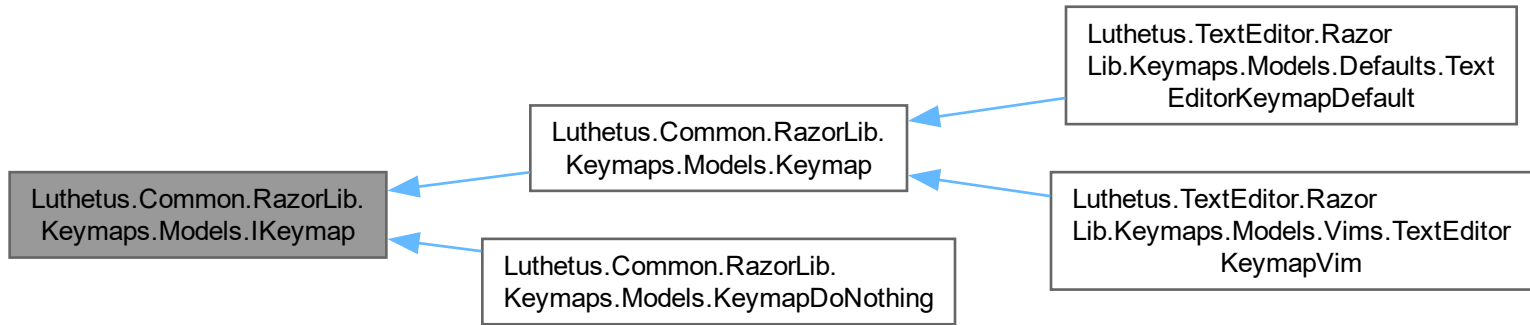 Luthetus.Common.RazorLib.
Keymaps.Models.IKeymap
Luthetus.Common.RazorLib.
Keymaps.Models.Keymap
Luthetus.Common.RazorLib.
Keymaps.Models.KeymapDoNothing
Luthetus.TextEditor.Razor
Lib.Keymaps.Models.Defaults.Text
EditorKeymapDefault
Luthetus.TextEditor.Razor
Lib.Keymaps.Models.Vims.TextEditor
KeymapVim